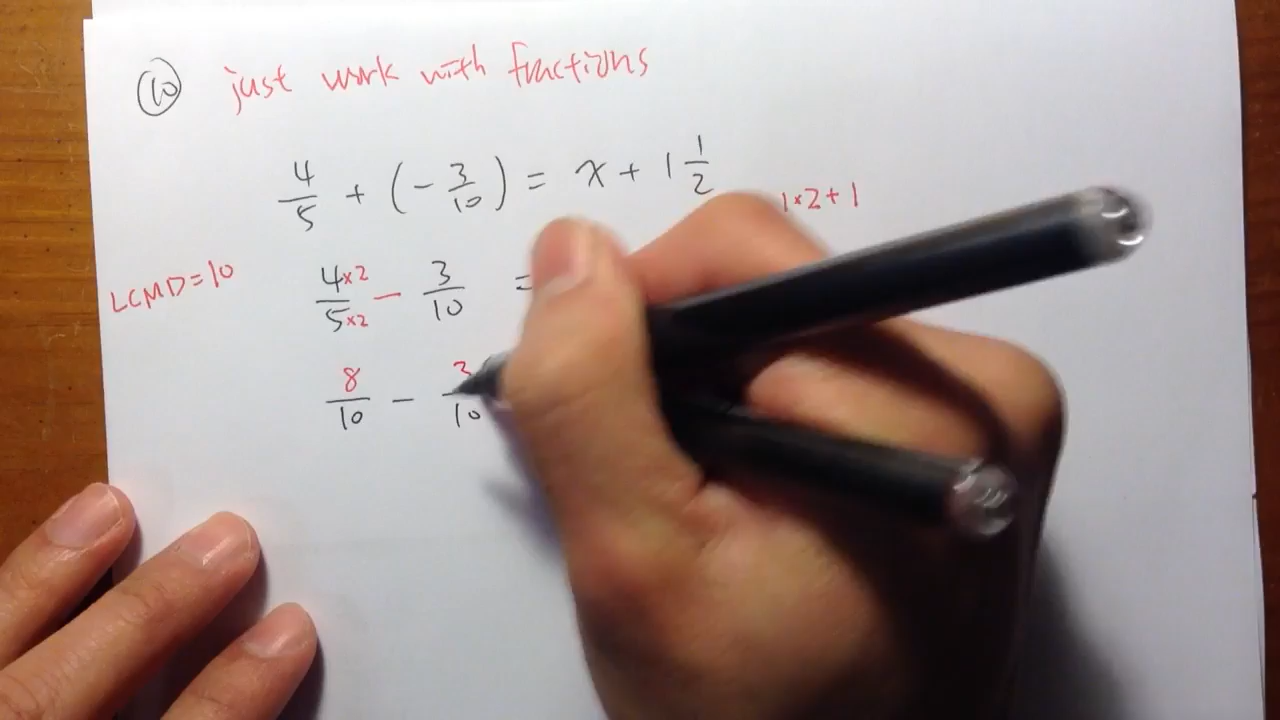 10 just work with fractions
4/5 + (- 3/10) = x + 1 1/2
1×2+1
LCMD=10
4×2/5×2 - 3/10 =
8/10 - 3/10